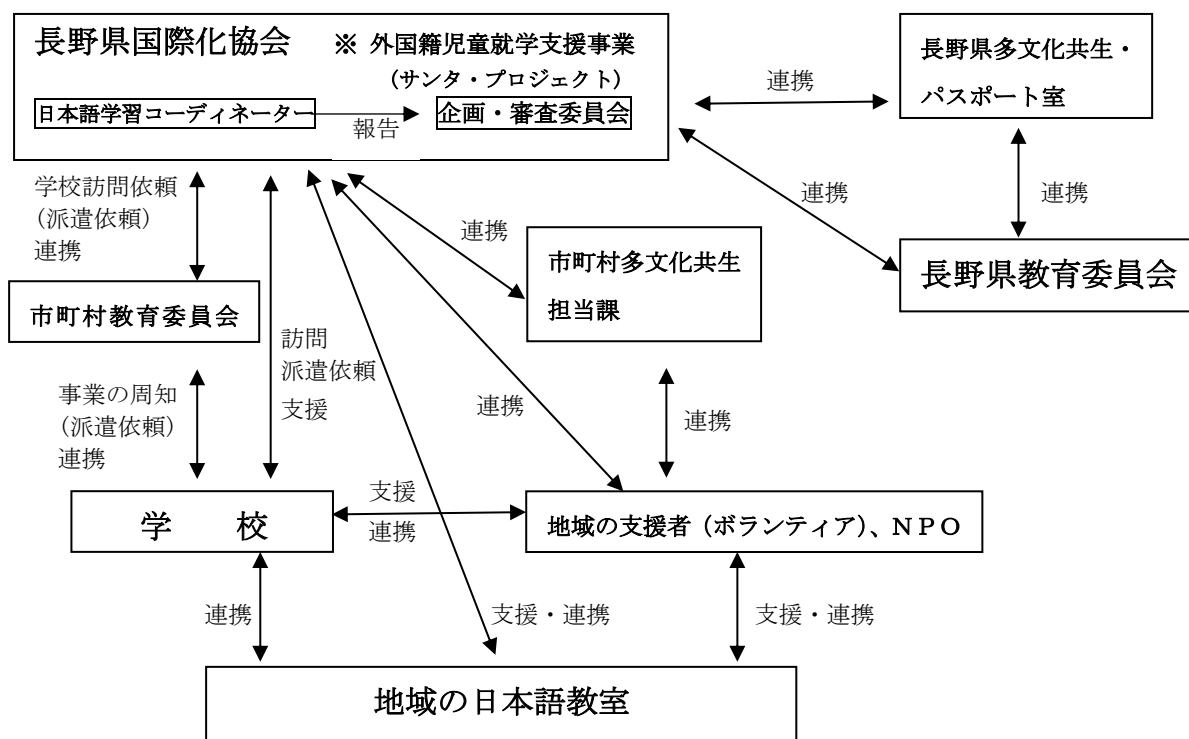 長野県国際化協会 ※ 外国籍児童就学支援事業
(サンタ・プロジェクト)
日本語学習コーディネーター
報告
企画・審査委員会
連携
長野県多文化共生・
パスポート室
連携
連携
長野県教育委員会
学校訪問依頼
(派遣依頼)
連携
市町村教育委員会
連携
市町村多文化共生
担当課
訪問
派遣依頼
支援
事業の周知
(派遣依頼)
連携
連携
連携
学 校
支援
連携
地域の支援者(ボランティア)、NPO
連携
支援・連携
支援・連携
地域の日本語教室